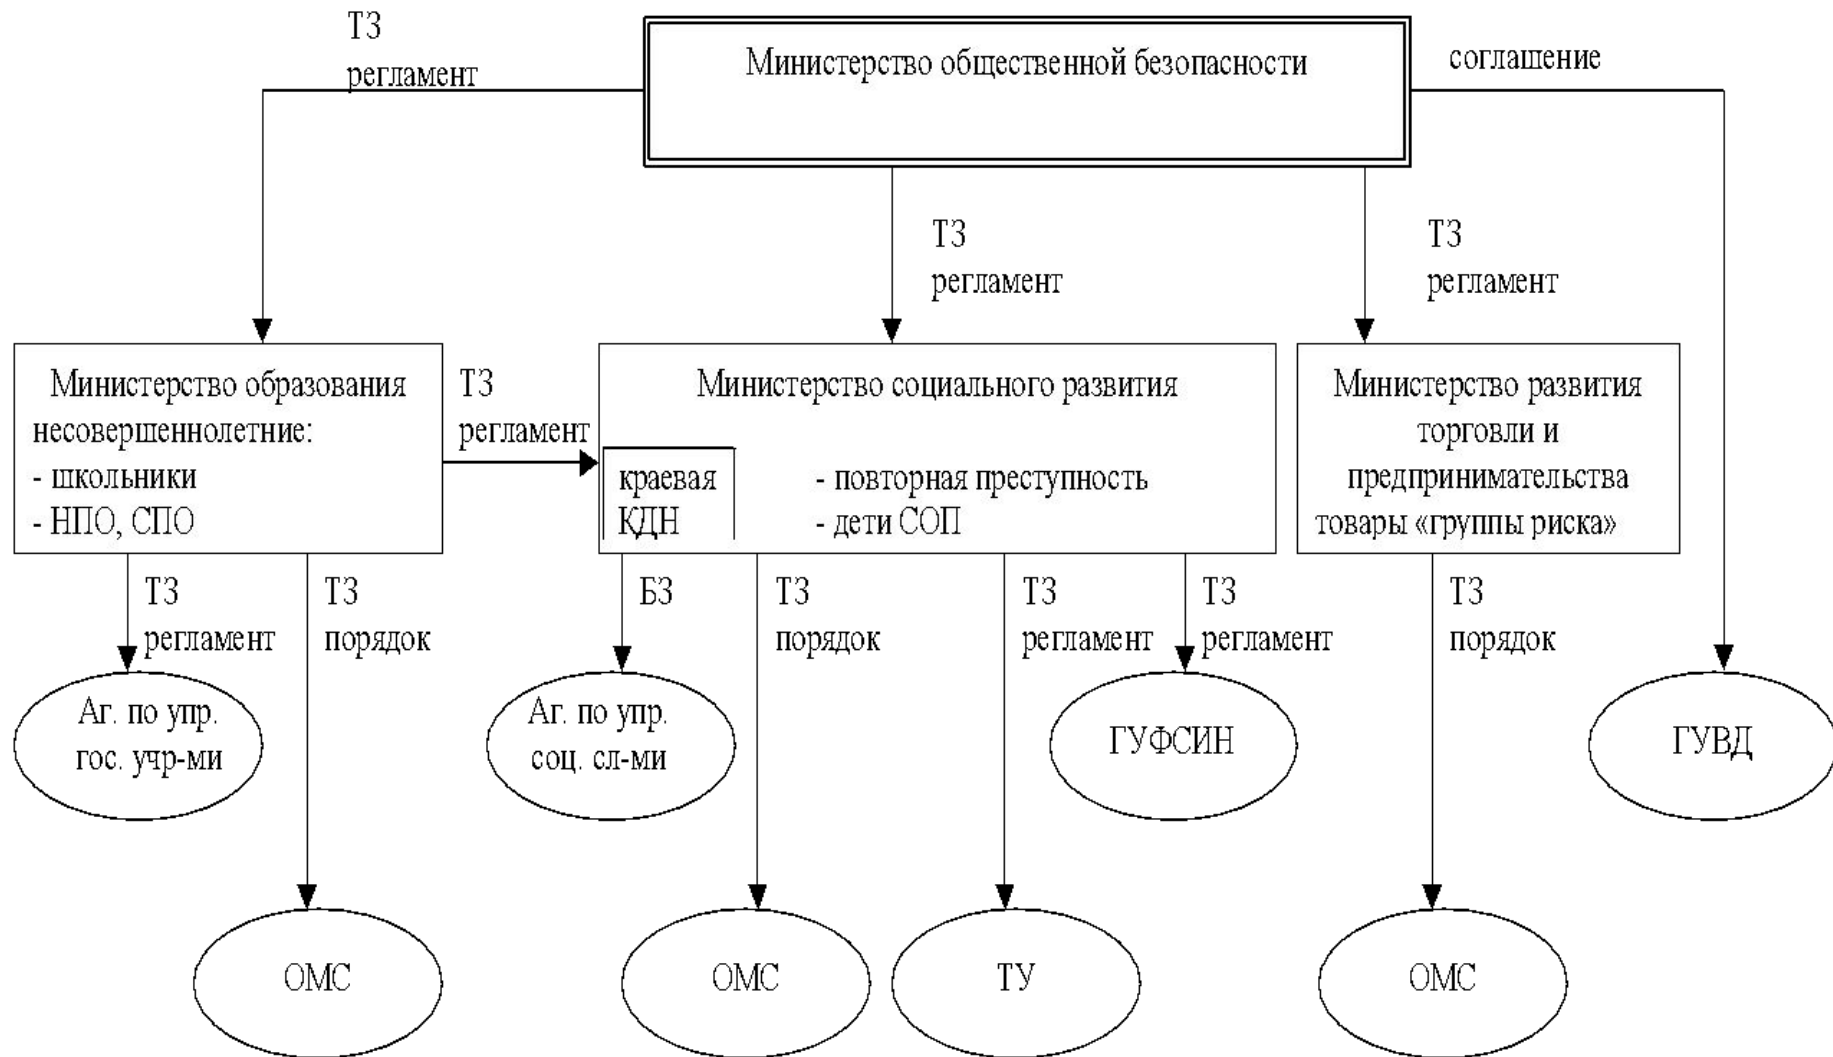 ТЗ
регламент
Министерство общественной безопасности
соглашение
ТЗ
регламент
ТЗ
регламент
Министерство образования
несовершеннолетние:
- школьники
- НПО, СПО
ТЗ
регламент
Министерство социального развития
краевая
КДН
- повторная преступность
- дети СОП
Министерство развития
торговли и
предпринимательства
товары «группы риска»
ТЗ
регламент
ТЗ
порядок
БЗ
ТЗ
порядок
ТЗ
регламент
ТЗ
регламент
ТЗ
порядок
Аг. по упр.
гос. учр-ми
Аг. по упр.
соц. сл-ми
ГУФСИН
ГУВД
ОМС
ОМС
ТУ
ОМС